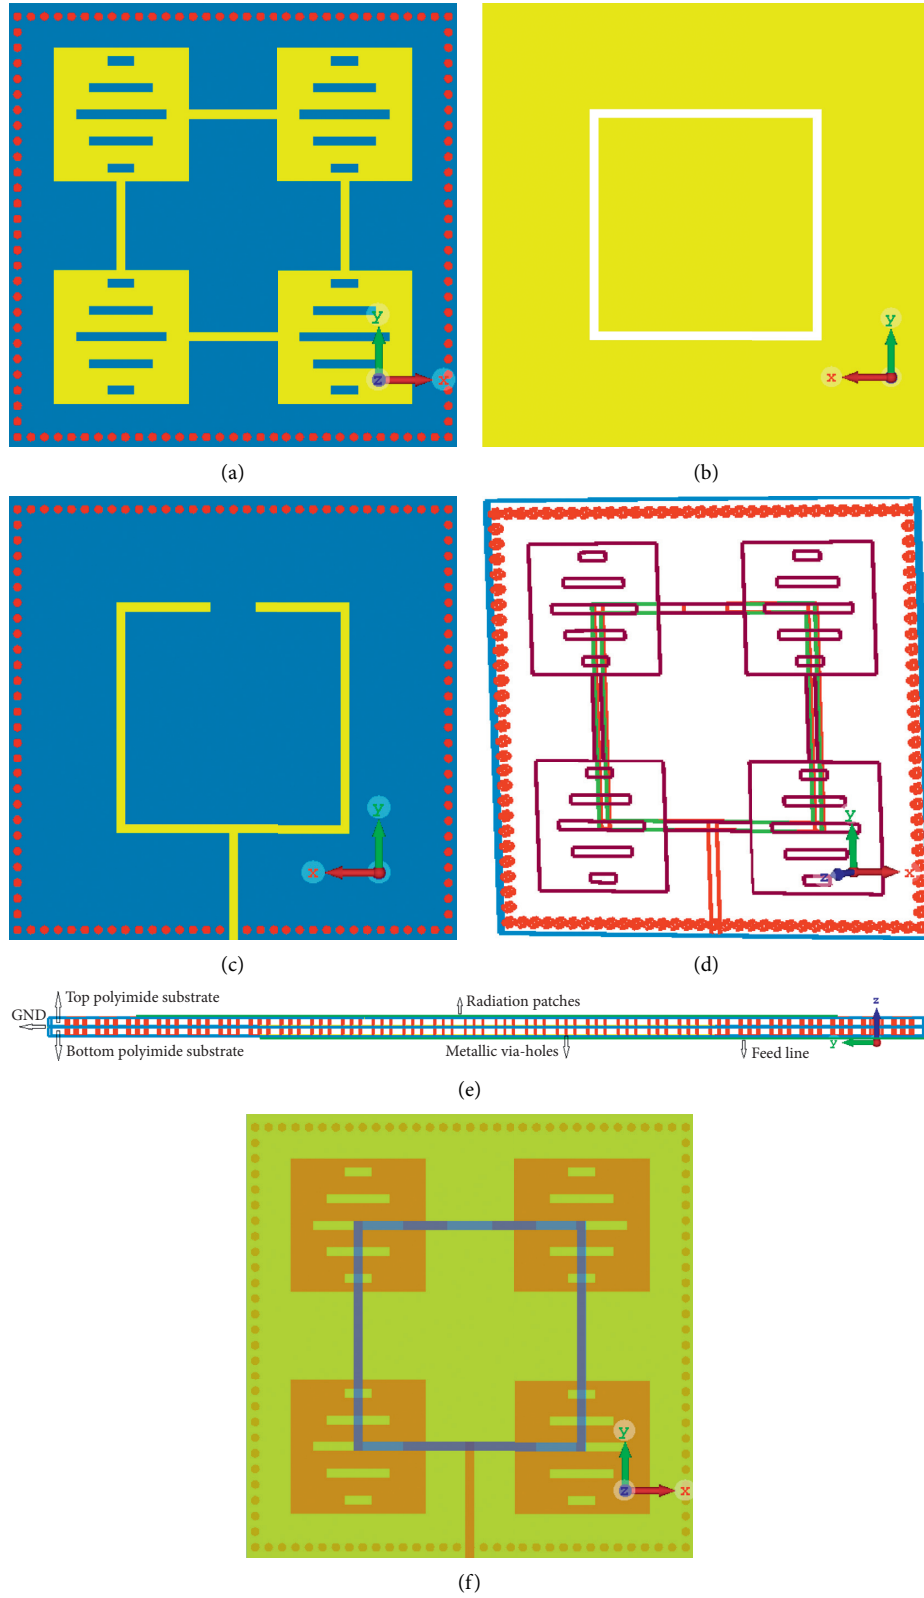 y
z
x
(a)
y
x
(b)
y
x
(c)
y
z
x
(d)
Top polyimide substrate
Radiation patches
z
GND
Bottom polyimide substrate
Metallic via-holes
Feed line
y
(e)
y
z
x
(f)